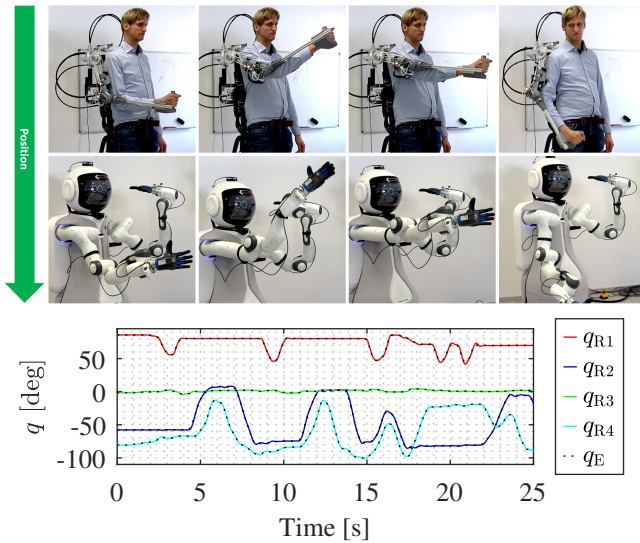 Position
q [deg]
50
0
-50
-100
0
5
10
15
20
25
Time [s]
qR1
qR2
qR3
qR4
qE